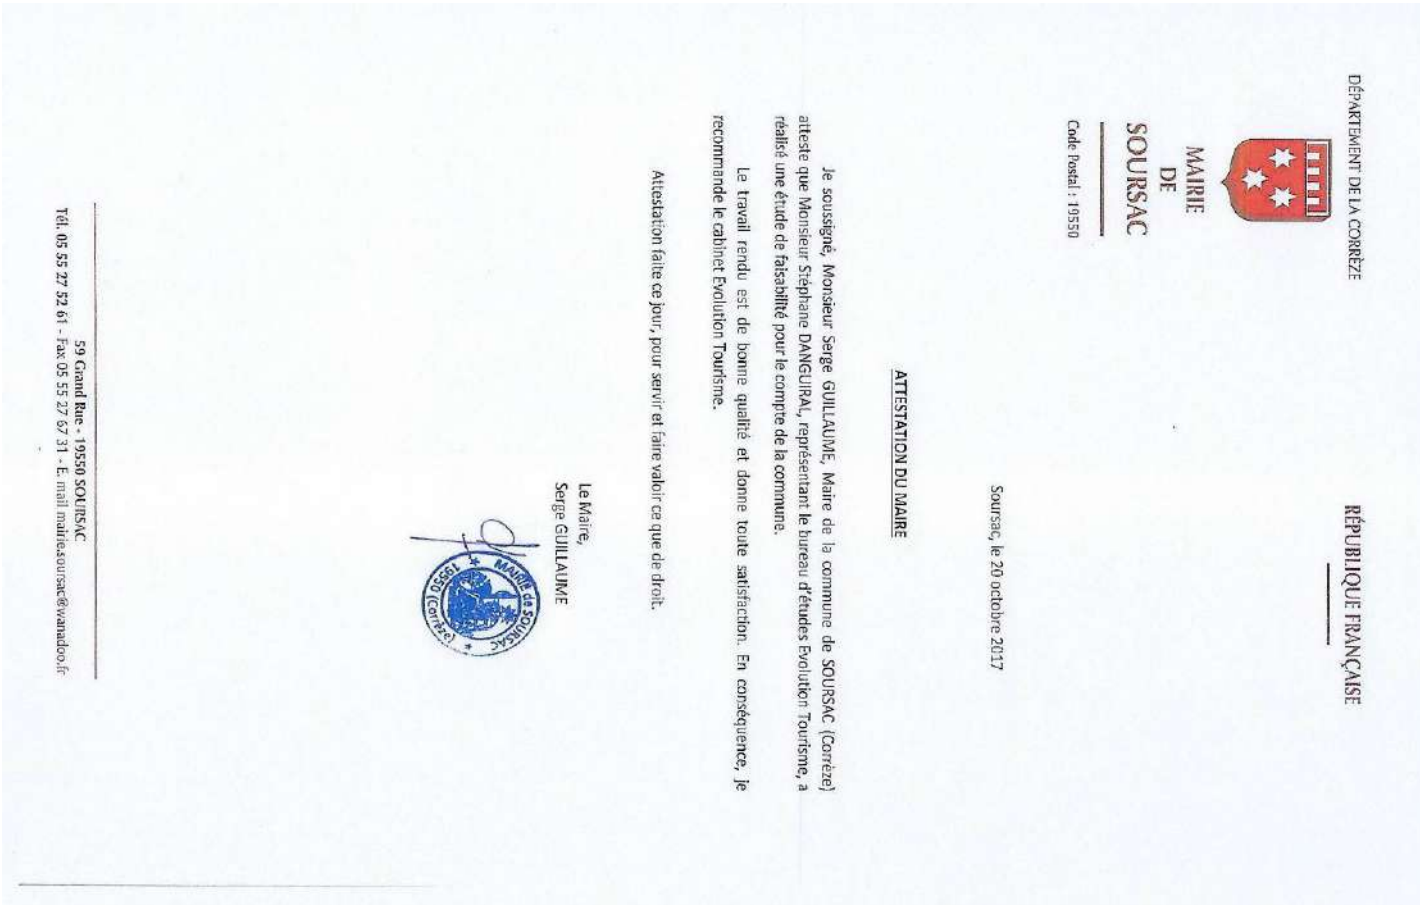 DÉPARTEMENT DE LA CORRÈZE
RÉPUBLIQUE FRANÇAISE
MAIRIE
DE
SOURSAC
Code Postal : 19550
Soursac, le 20 octobre 2017
ATTESTATION DU MAIRE
Je soussigné, Monsieur Serge GUILLAUME, Maire de la commune de SOURSAC (Corrèze)
atteste que Monsieur Stéphane DANGUIRAL, représentant le bureau d'études Evolution Tourisme, a
réalisé une étude de faisabilité pour le compte de la commune.
Le travail rendu est de bonne qualité et donne toute satisfaction. En conséquence, je
recommande le cabinet Evolution Tourisme.
Attestation faite ce jour, pour servir et faire valoir ce que de droit.
Le Maire,
Serge GUILLAUME
MAIRIE de SOURSAC
* 19550 (Corrèze) *
59 Grand Rue - 19550 SOURSAC
Tél. 05 55 27 52 61 - Fax 05 55 27 67 31 - E. mail mairie.soursac@wanadoo.fr